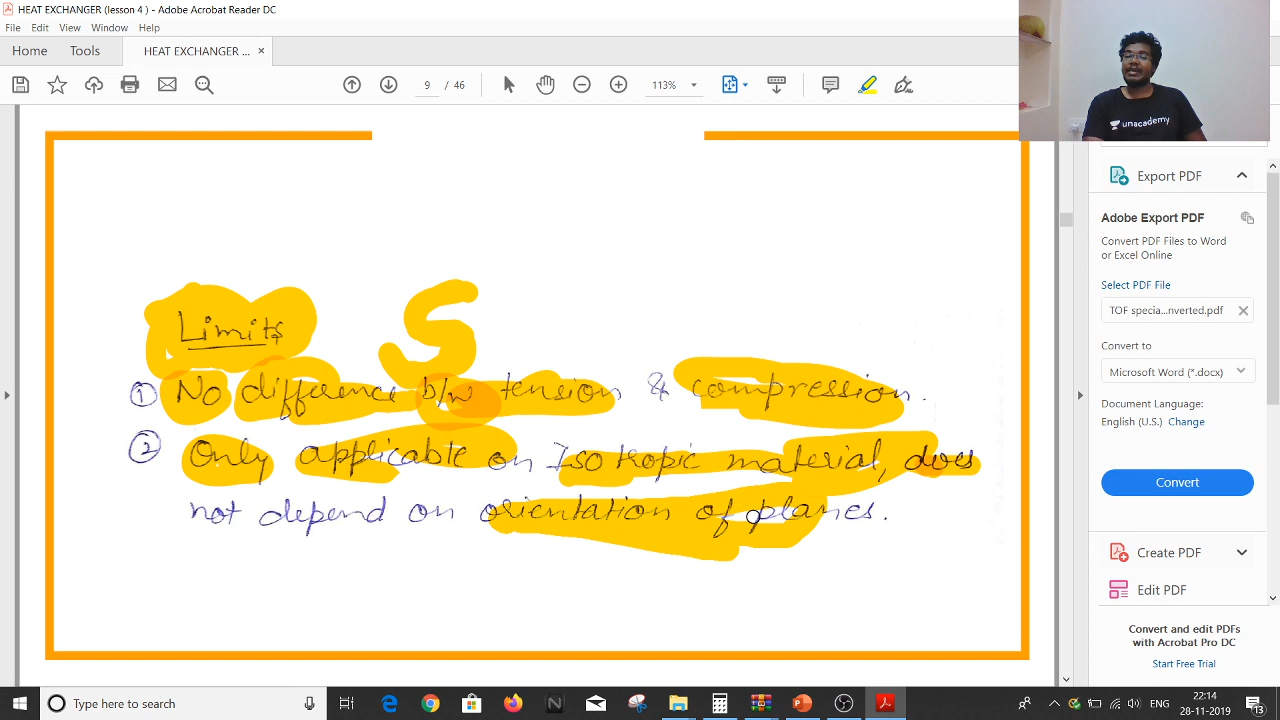 HEAT EXCHANGER (lesson 4 ) - Adobe Acrobat Reader DC
File Edit View Window Help
Home Tools HEAT EXCHANGER ... ×
9 / 46 113%
unacademy
Export PDF
Adobe Export PDF
Convert PDF Files to Word
or Excel Online
Select PDF File
TOF specia...nverted.pdf
Convert to
Microsoft Word (*.docx)
Document Language:
English (U.S.) Change
Convert
Create PDF
Edit PDF
Convert and edit PDFs
with Acrobat Pro DC
Start Free Trial
Limits S
① No difference b/w tension & compression.
② Only applicable on Isotropic material, does
not depend on orientation of planes.
Type here to search
ENG
22:14
28-11-2019
13